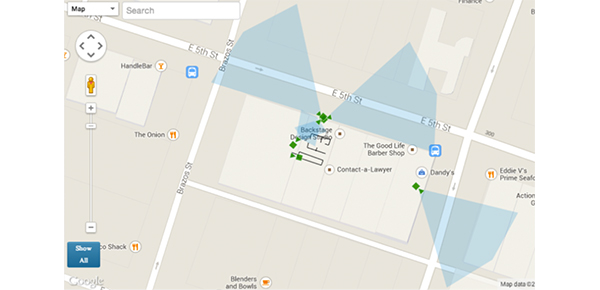 Map
Search
Finance
E 5th St
Brazos St
HandleBar
E 5th St
E 5th St
300
Backstage
Design Studio
The Onion
The Good Life
Barber Shop
Contact-a-Lawyer
Dandy's
Eddie V's
Prime Seaf
Brazos St
Action
Show
All
co Shack
Blenders
and Bowls
Google
Map data ©2